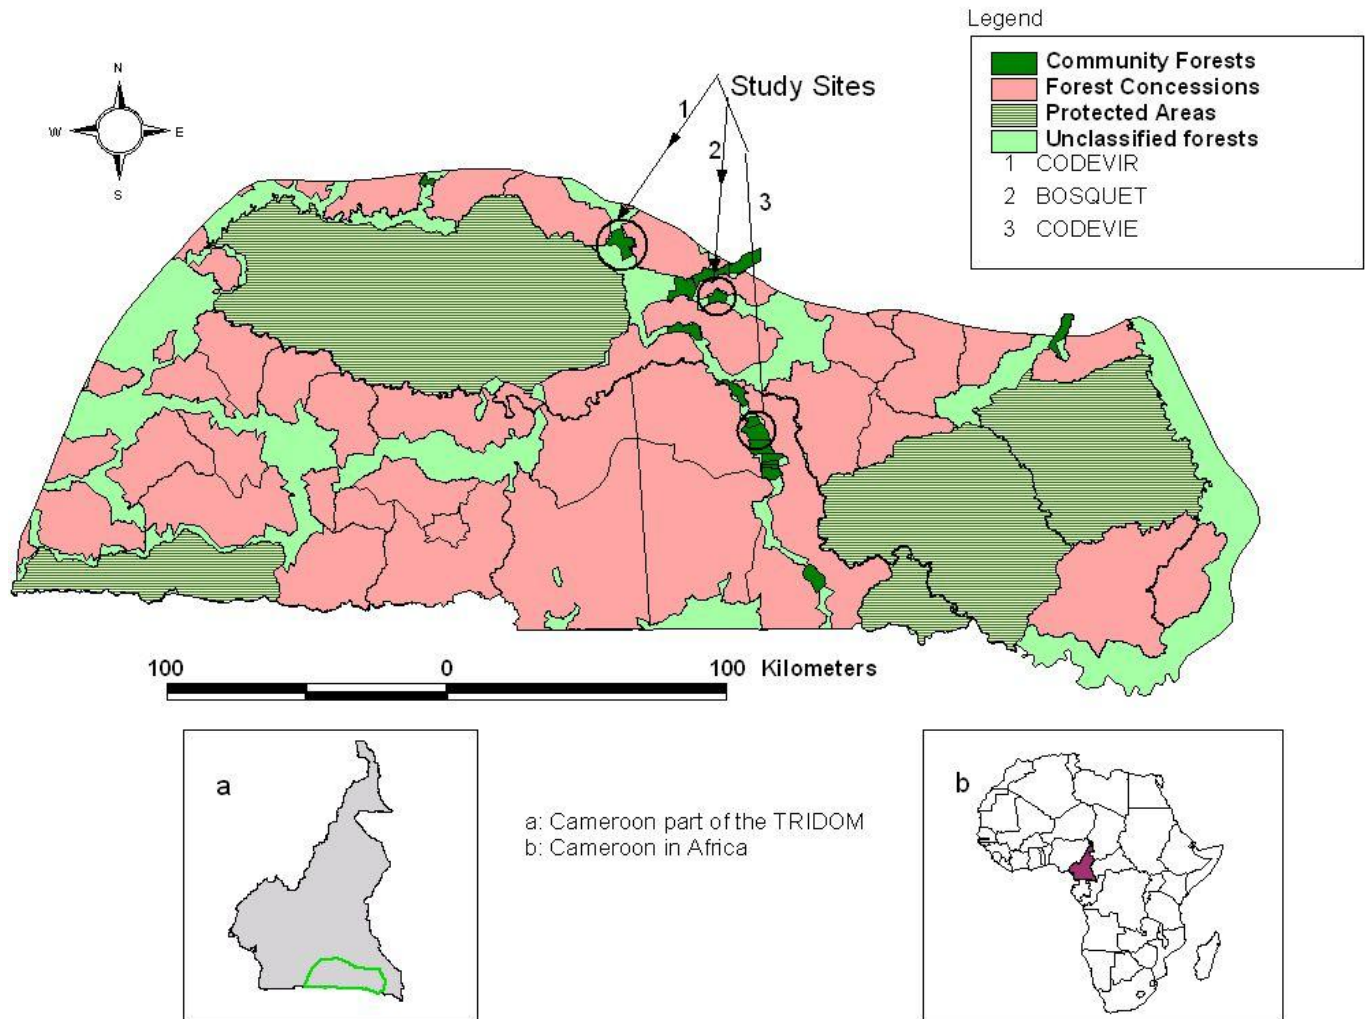 Legend
Community Forests
Forest Concessions
Protected Areas
Unclassified forests
1 CODEVIR
2 BOSQUET
3 CODEVIE
N
W E
S
Study Sites
1
2
3
100 0 100 Kilometers
a
a: Cameroon part of the TRIDOM
b: Cameroon in Africa
b